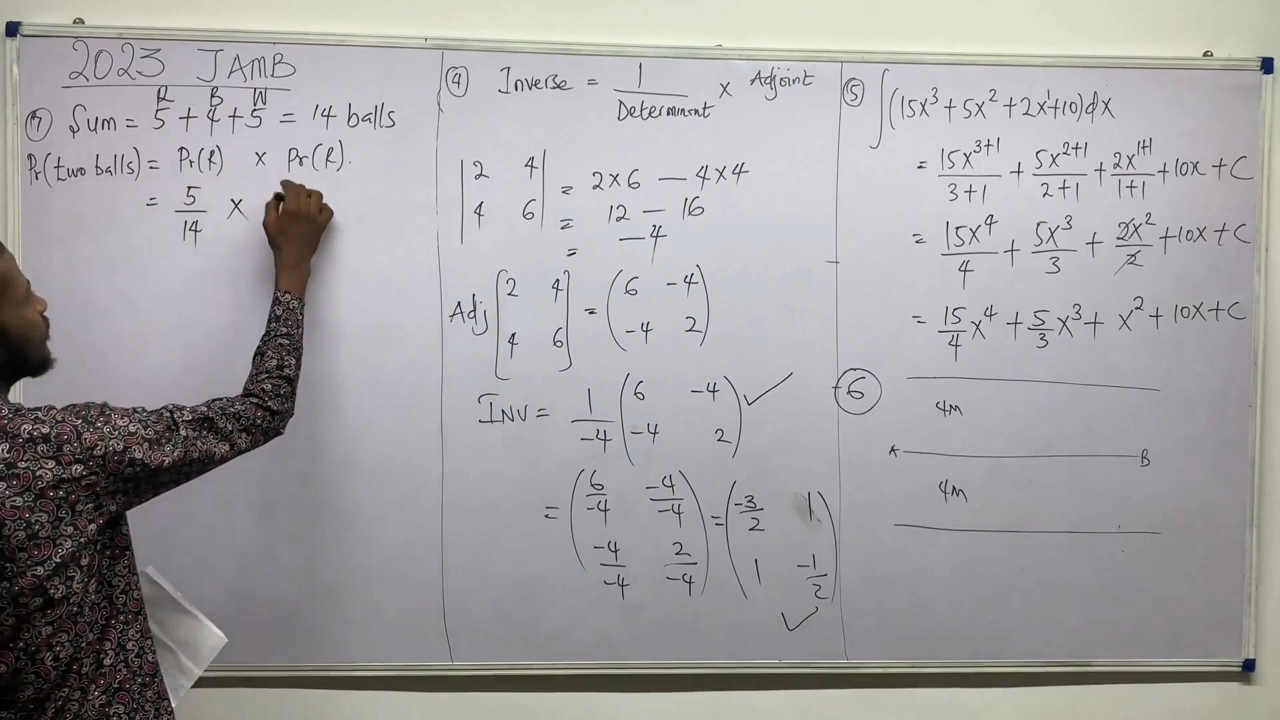 2023 JAMB
R B W
⑦ Sum = 5 + 4 + 5 = 14 balls
Pr(two balls) = Pr(R) × Pr(R).
= 5/14 ×
④ Inverse = 1/Determinant × Adjoint
|2 4|
|4 6| = 2×6 — 4×4
= 12 — 16
= —4
Adj [2 4; 4 6] = (6 -4; -4 2)
INV = 1/-4 (6 -4; -4 2) ✓
= (6/-4 -4/-4; -4/-4 2/-4) = (-3/2 1; 1 -1/2)
✓
⑤ ∫(15x³ + 5x² + 2x¹ + 10)dx
= 15x³⁺¹/3+1 + 5x²⁺¹/2+1 + 2x¹⁺¹/1+1 + 10x + C
= 15x⁴/4 + 5x³/3 + 2x²/2 + 10x + C
= 15/4 x⁴ + 5/3 x³ + x² + 10x + C
⑥
4M
A B
4M